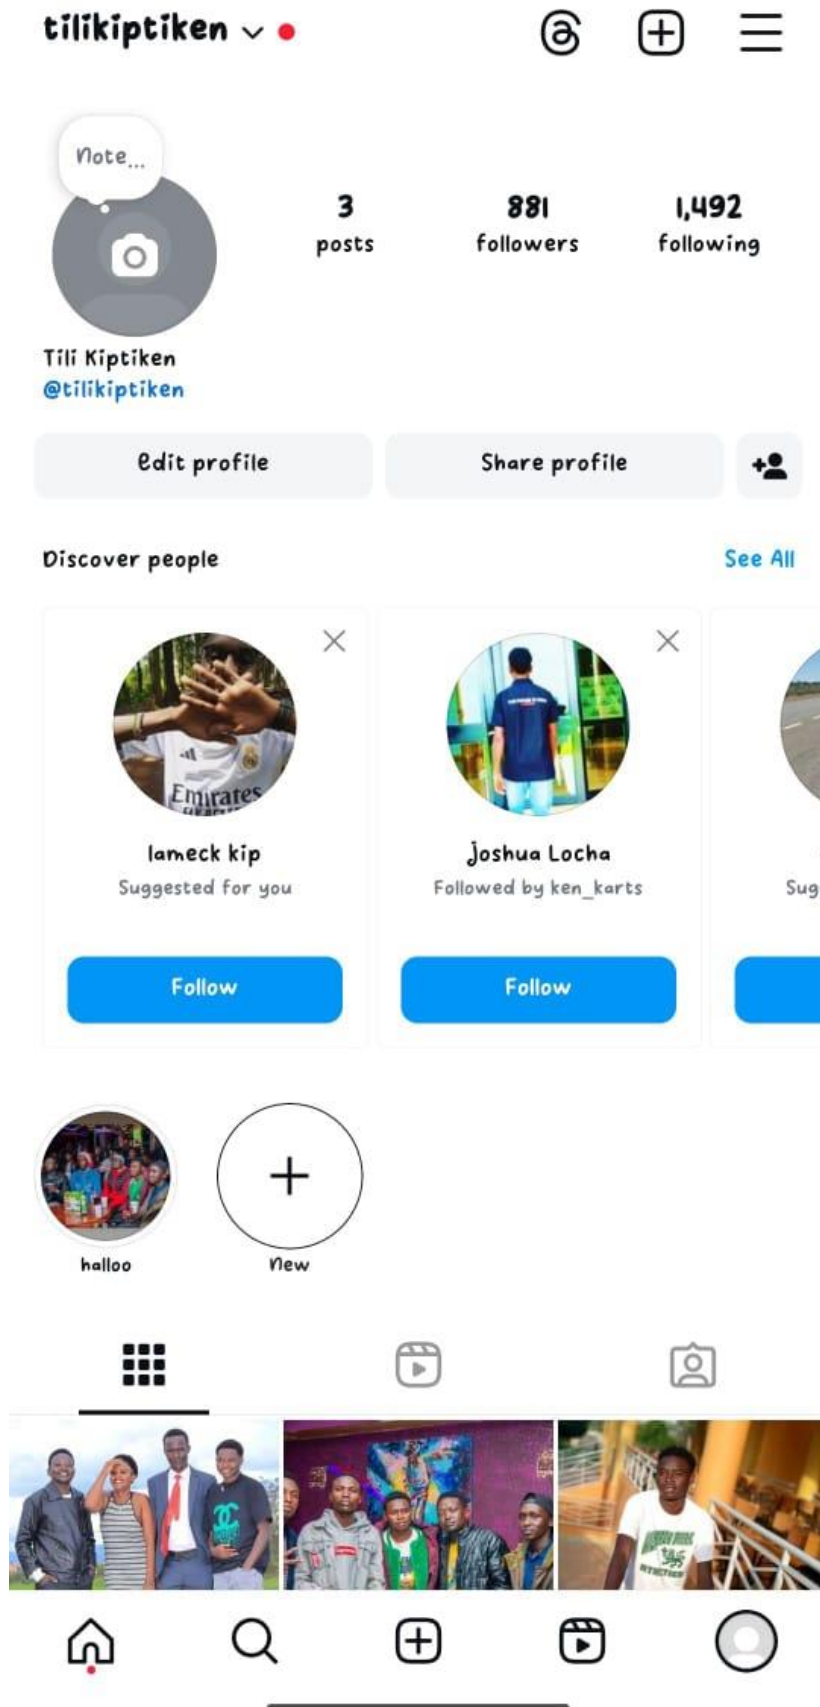 tilikiptiken
Note...
3
posts
881
followers
1,492
following
Tili Kiptiken
@tilikiptiken
Edit profile
Share profile
Discover people
See All
Emirates
lameck kip
Suggested for you
Follow
Joshua Locha
Followed by ken_karts
Follow
Sug
halloo
New